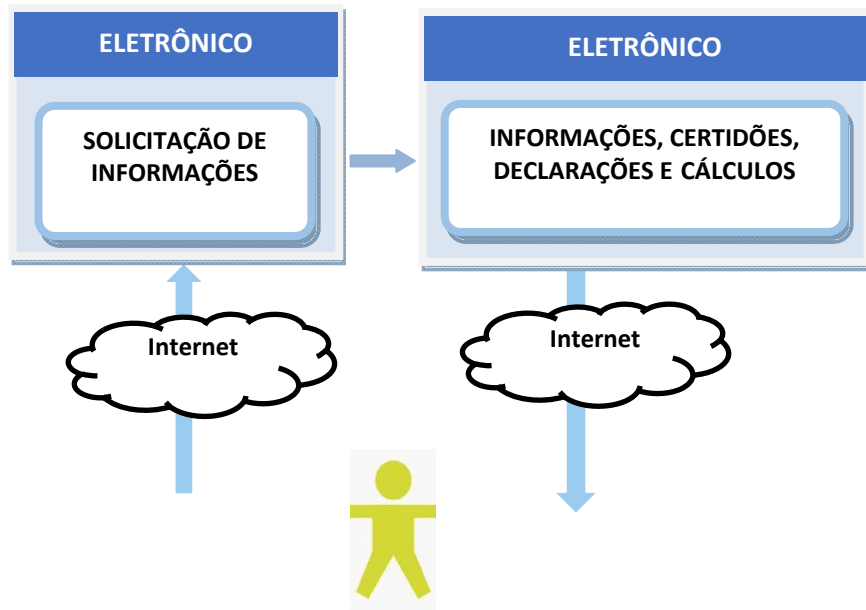 ELETRÔNICO
SOLICITAÇÃO DE
INFORMAÇÕES
ELETRÔNICO
INFORMAÇÕES, CERTIDÕES,
DECLARAÇÕES E CÁLCULOS
Internet
Internet